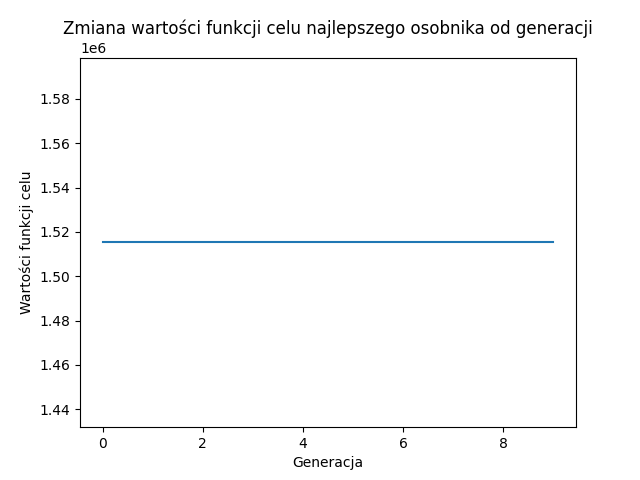 Zmiana wartości funkcji celu najlepszego osobnika od generacji
1e6
1.58
1.56
1.54
1.52
1.50
1.48
1.46
1.44
Wartości funkcji celu
0 2 4 6 8
Generacja